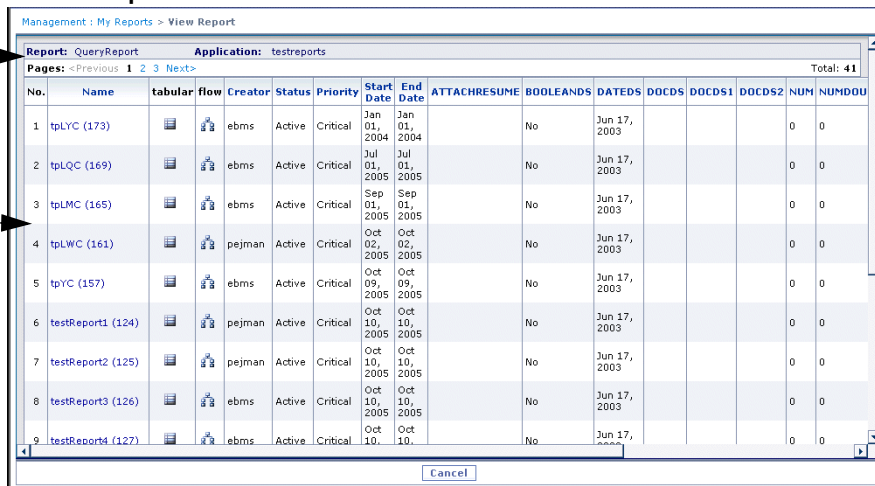 Management : My Reports > View Report
Report: QueryReport Application: testreports
Pages: <Previous 1 2 3 Next> Total: 41
No. Name tabular flow Creator Status Priority Start Date End Date ATTACHRESUME BOOLEANDS DATEDS DOCDS DOCDS1 DOCDS2 NUM NUMDOU
1 tpLYC (173) ebms Active Critical Jan 01, 2004 Jan 01, 2004 No Jun 17, 2003 0 0
2 tpLQC (169) ebms Active Critical Jul 01, 2005 Jul 01, 2005 No Jun 17, 2003 0 0
3 tpLMC (165) ebms Active Critical Sep 01, 2005 Sep 01, 2005 No Jun 17, 2003 0 0
4 tpLWC (161) pejman Active Critical Oct 02, 2005 Oct 02, 2005 No Jun 17, 2003 0 0
5 tpYC (157) ebms Active Critical Oct 09, 2005 Oct 09, 2005 No Jun 17, 2003 0 0
6 testReport1 (124) pejman Active Critical Oct 10, 2005 Oct 10, 2005 No Jun 17, 2003 0 0
7 testReport2 (125) pejman Active Critical Oct 10, 2005 Oct 10, 2005 No Jun 17, 2003 0 0
8 testReport3 (126) ebms Active Critical Oct 10, 2005 Oct 10, 2005 No Jun 17, 2003 0 0
9 testReport4 (127) ebms Active Critical Oct 10, Oct 10, No Jun 17, 0 0
Cancel